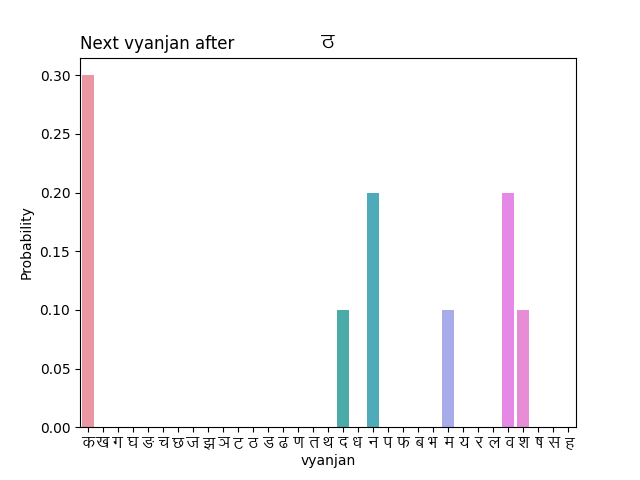 Next vyanjan after ठ
0.30
0.25
0.20
0.15
0.10
0.05
0.00
Probability
क ख ग घ ङ च छ ज झ ञ ट ठ ड ढ ण त थ द ध न प फ ब भ म य र ल व श ष स ह
vyanjan